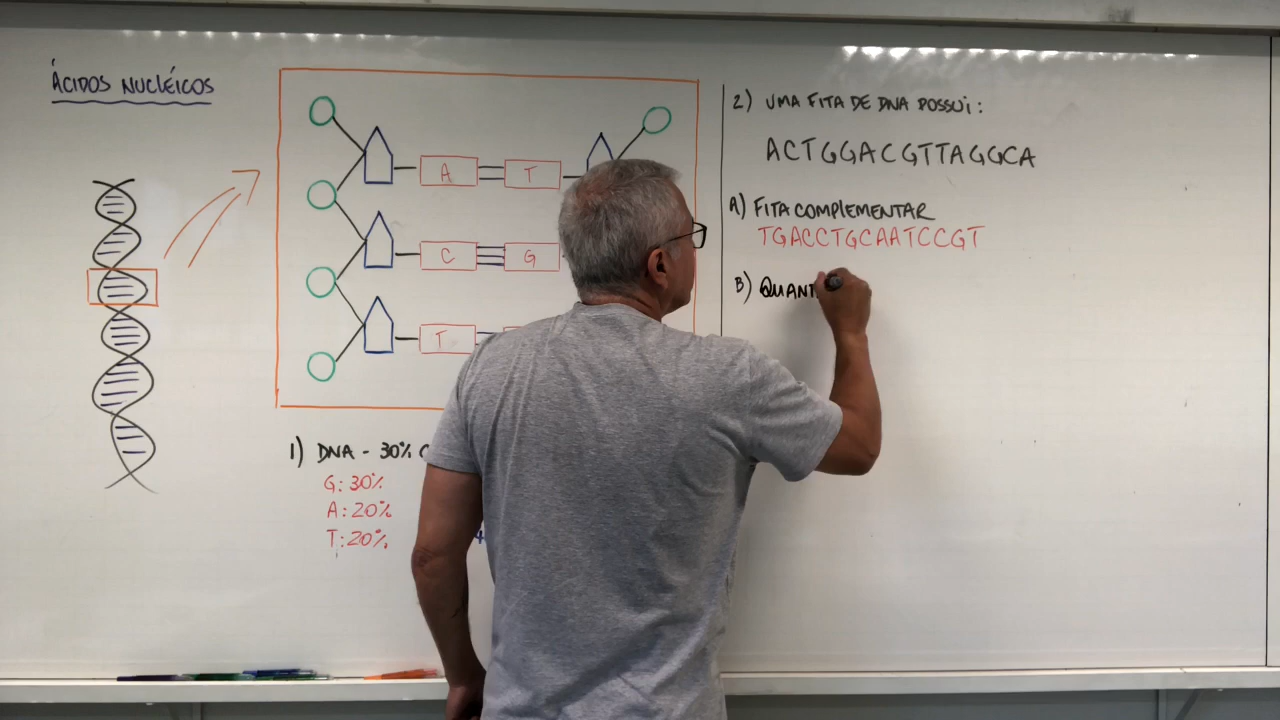 ÁCIDOS NUCLÉICOS
A T
C G
T
1) DNA - 30%
G: 30%
A: 20%
T: 20%
2) UMA FITA DE DNA POSSUI:
ACTGGACGTTAGGCA
A) FITA COMPLEMENTAR
TGACCTGCAATCCGT
B) QUANT